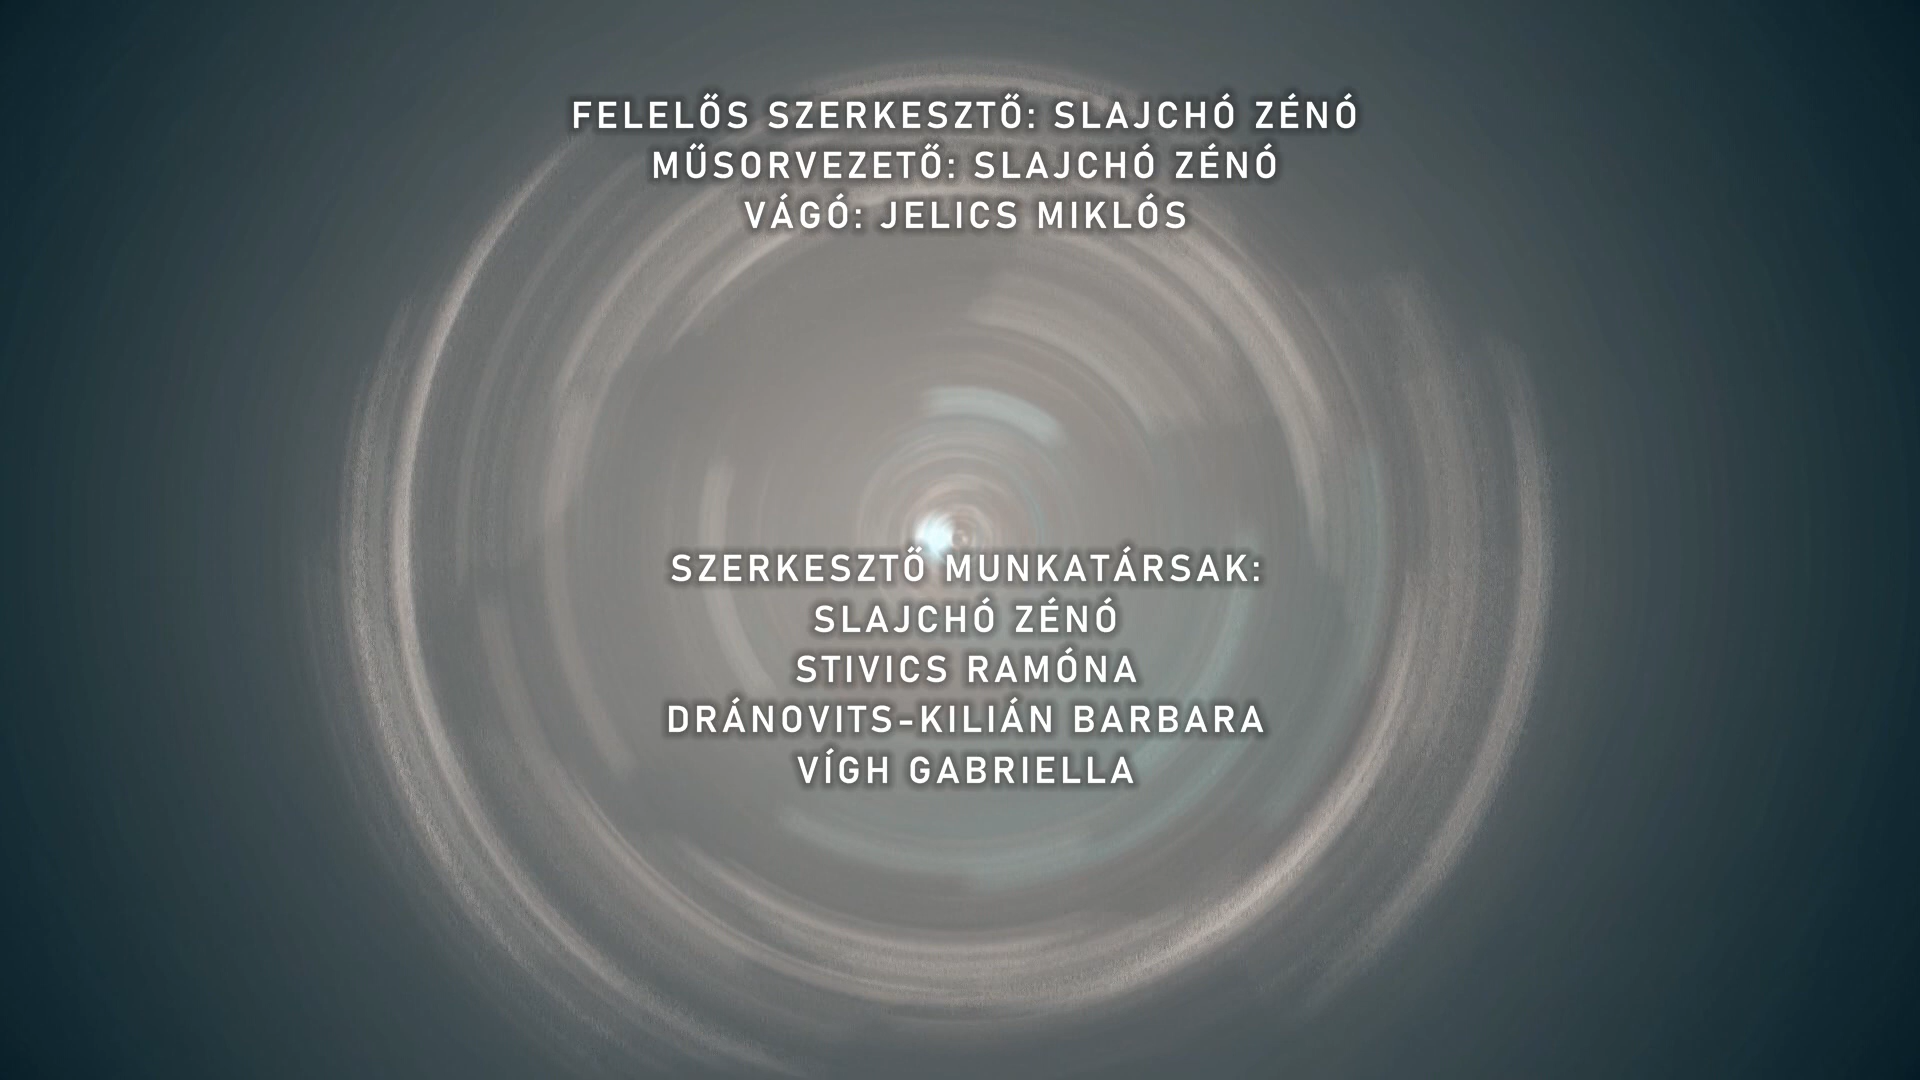 FELELŐS SZERKESZTŐ: SLAJCHÓ ZÉNÓ
MŰSORVEZETŐ: SLAJCHÓ ZÉNÓ
VÁGÓ: JELICS MIKLÓS
SZERKESZTŐ MUNKATÁRSAK:
SLAJCHÓ ZÉNÓ
STIVICS RAMÓNA
DRÁNOVITS-KILIÁN BARBARA
VÍGH GABRIELLA